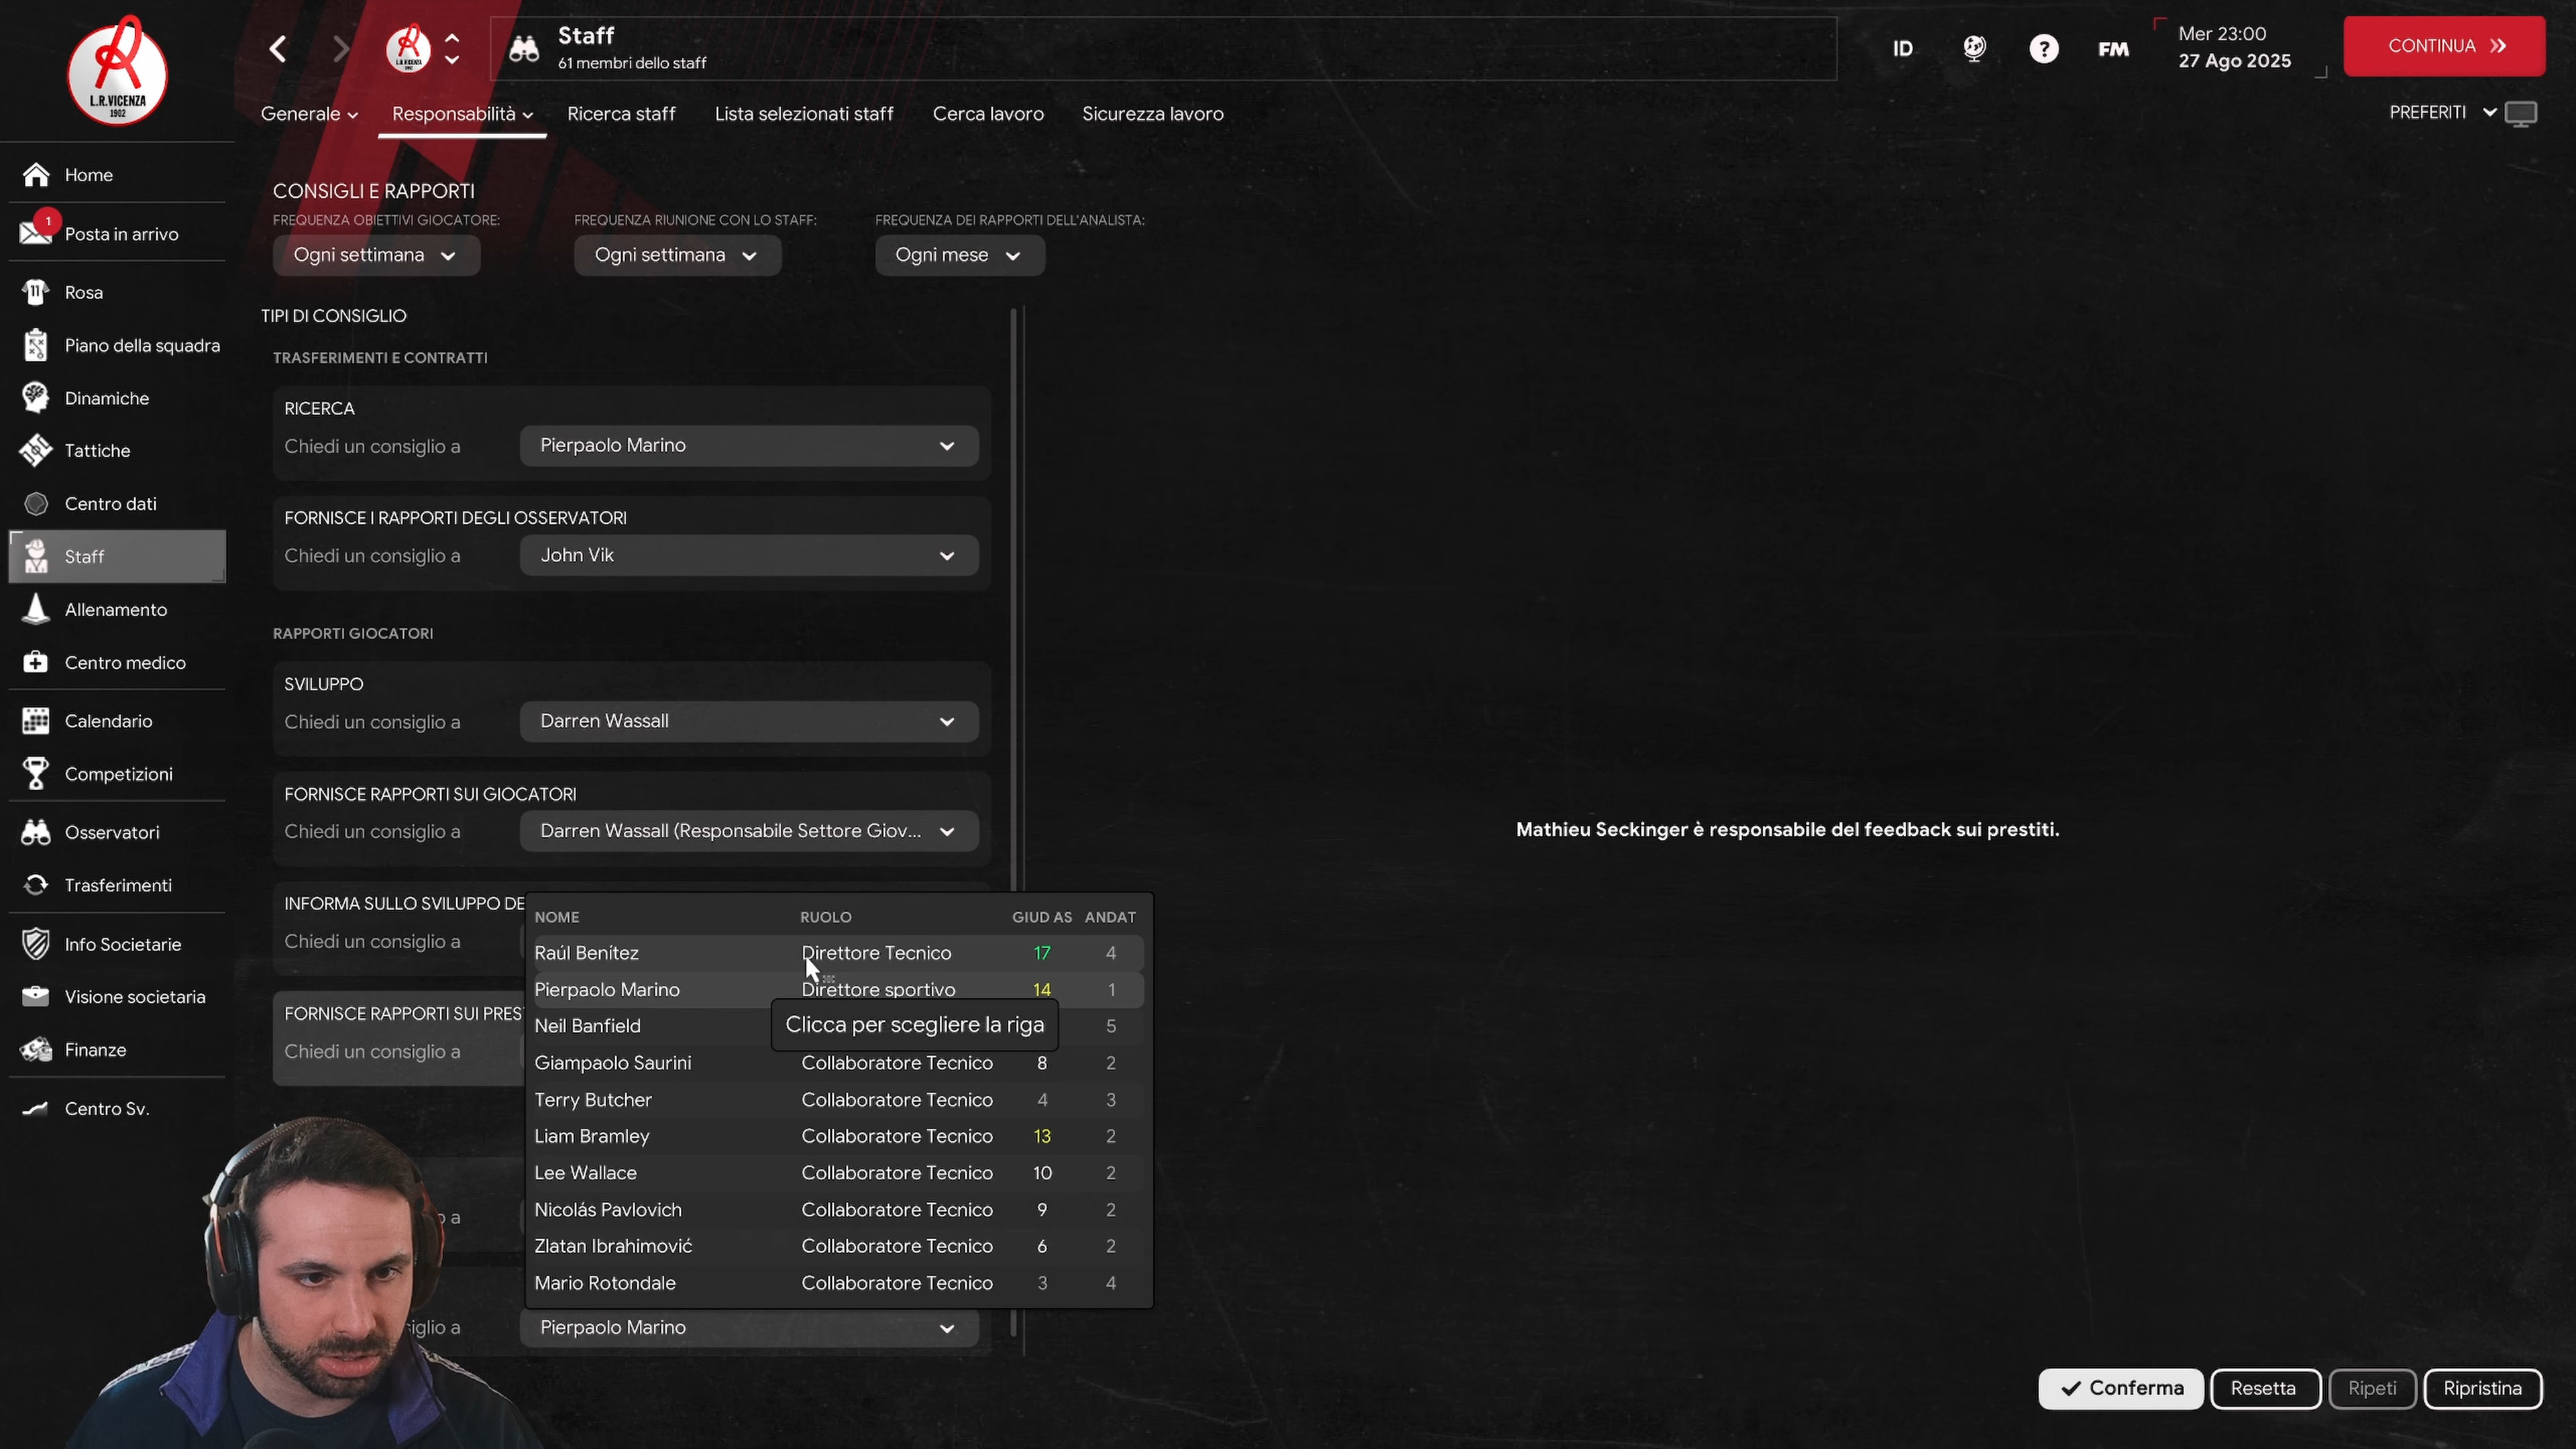 L.R.VICENZA
1902
Staff
61 membri dello staff
ID
FM
Mer 23:00
27 Ago 2025
CONTINUA
Generale
Responsabilità
Ricerca staff
Lista selezionati staff
Cerca lavoro
Sicurezza lavoro
PREFERITI
Home
1
Posta in arrivo
Rosa
Piano della squadra
Dinamiche
Tattiche
Centro dati
Staff
Allenamento
Centro medico
Calendario
Competizioni
Osservatori
Trasferimenti
Info Societarie
Visione societaria
Finanze
Centro Sv.
CONSIGLI E RAPPORTI
FREQUENZA OBIETTIVI GIOCATORE:
FREQUENZA RIUNIONE CON LO STAFF:
FREQUENZA DEI RAPPORTI DELL'ANALISTA:
Ogni settimana
Ogni settimana
Ogni mese
TIPI DI CONSIGLIO
TRASFERIMENTI E CONTRATTI
RICERCA
Chiedi un consiglio a
Pierpaolo Marino
FORNISCE I RAPPORTI DEGLI OSSERVATORI
Chiedi un consiglio a
John Vik
RAPPORTI GIOCATORI
SVILUPPO
Chiedi un consiglio a
Darren Wassall
FORNISCE RAPPORTI SUI GIOCATORI
Chiedi un consiglio a
Darren Wassall (Responsabile Settore Giov...
INFORMA SULLO SVILUPPO DE
Chiedi un consiglio a
FORNISCE RAPPORTI SUI PREST
Chiedi un consiglio a
NOME RUOLO GIUD AS ANDAT
Raúl Benítez Direttore Tecnico 17 4
Pierpaolo Marino Direttore sportivo 14 1
Neil Banfield 5
Clicca per scegliere la riga
Giampaolo Saurini Collaboratore Tecnico 8 2
Terry Butcher Collaboratore Tecnico 4 3
Liam Bramley Collaboratore Tecnico 13 2
Lee Wallace Collaboratore Tecnico 10 2
Nicolás Pavlovich Collaboratore Tecnico 9 2
Zlatan Ibrahimović Collaboratore Tecnico 6 2
Mario Rotondale Collaboratore Tecnico 3 4
o a
siglio a
Pierpaolo Marino
Mathieu Seckinger è responsabile del feedback sui prestiti.
Conferma
Resetta
Ripeti
Ripristina